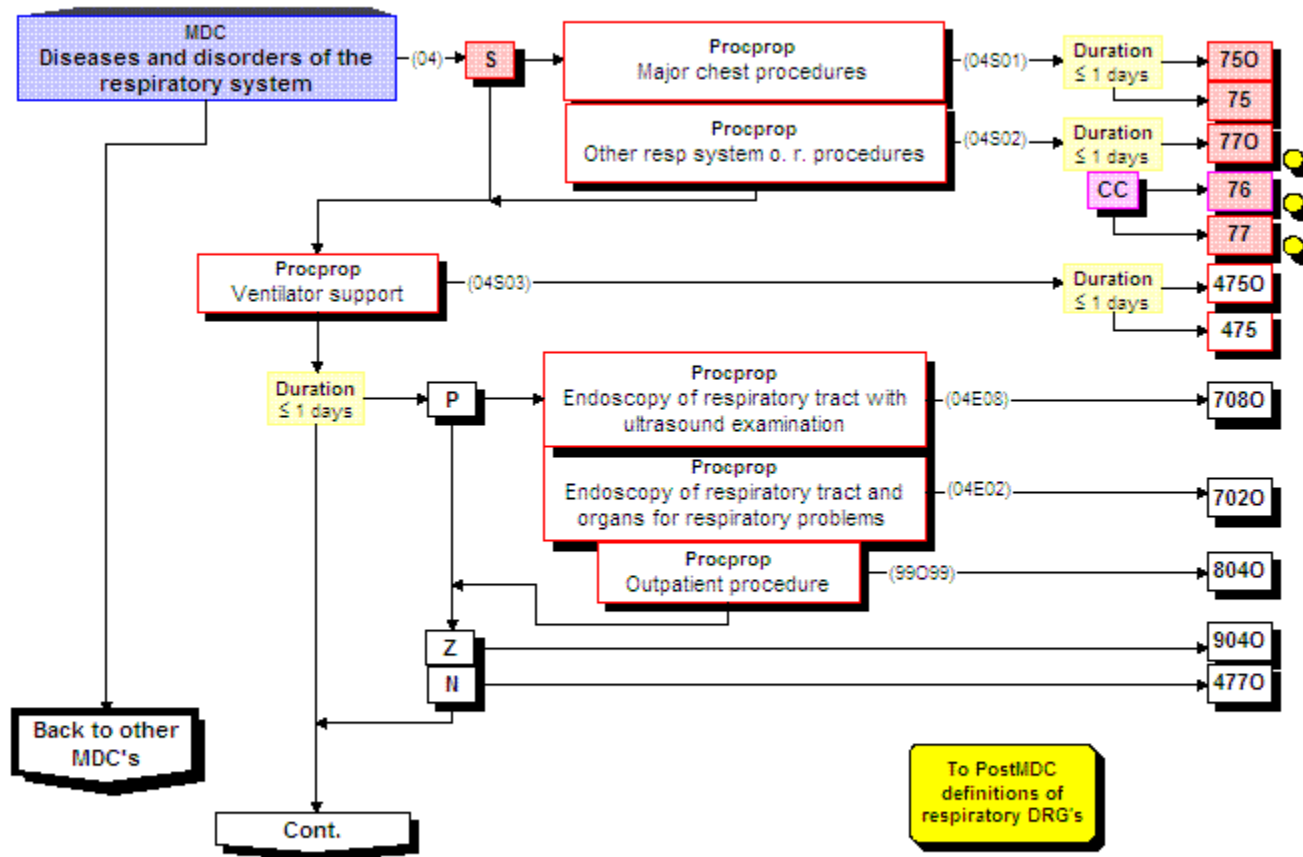 MDC
Diseases and disorders of the
respiratory system
(04)
S
Procprop
Major chest procedures
(04S01)
Duration
≤ 1 days
75O
75
Procprop
Other resp system o. r. procedures
(04S02)
Duration
≤ 1 days
77O
CC
76
77
Procprop
Ventilator support
(04S03)
Duration
≤ 1 days
475O
475
Duration
≤ 1 days
P
Procprop
Endoscopy of respiratory tract with
ultrasound examination
(04E08)
708O
Procprop
Endoscopy of respiratory tract and
organs for respiratory problems
(04E02)
702O
Procprop
Outpatient procedure
(99O99)
804O
Z
904O
N
477O
Back to other
MDC's
To PostMDC
definitions of
respiratory DRG's
Cont.